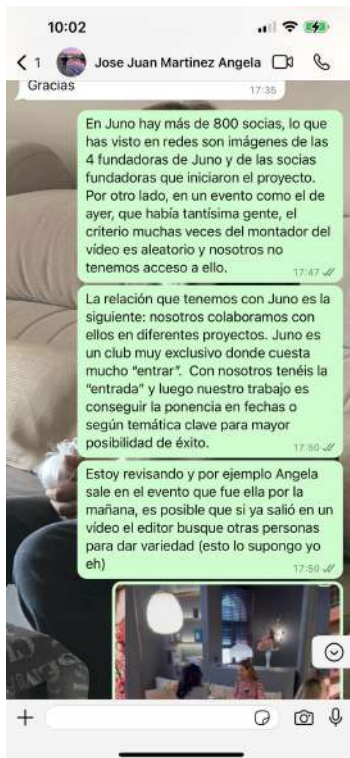 10:02
1
Jose Juan Martinez Angela
Gracias
17:35
En Juno hay más de 800 socias, lo que
has visto en redes son imágenes de las
4 fundadoras de Juno y de las socias
fundadoras que iniciaron el proyecto.
Por otro lado, en un evento como el de
ayer, que había tantísima gente, el
criterio muchas veces del montador del
vídeo es aleatorio y nosotros no
tenemos acceso a ello.
17:47
La relación que tenemos con Juno es la
siguiente: nosotros colaboramos con
ellos en diferentes proyectos. Juno es
un club muy exclusivo donde cuesta
mucho “entrar”. Con nosotros tenéis la
“entrada” y luego nuestro trabajo es
conseguir la ponencia en fechas o
según temática clave para mayor
posibilidad de éxito.
17:50
Estoy revisando y por ejemplo Angela
sale en el evento que fue ella por la
mañana, es posible que si ya salió en un
vídeo el editor busque otras personas
para dar variedad (esto lo supongo yo
eh)
17:50